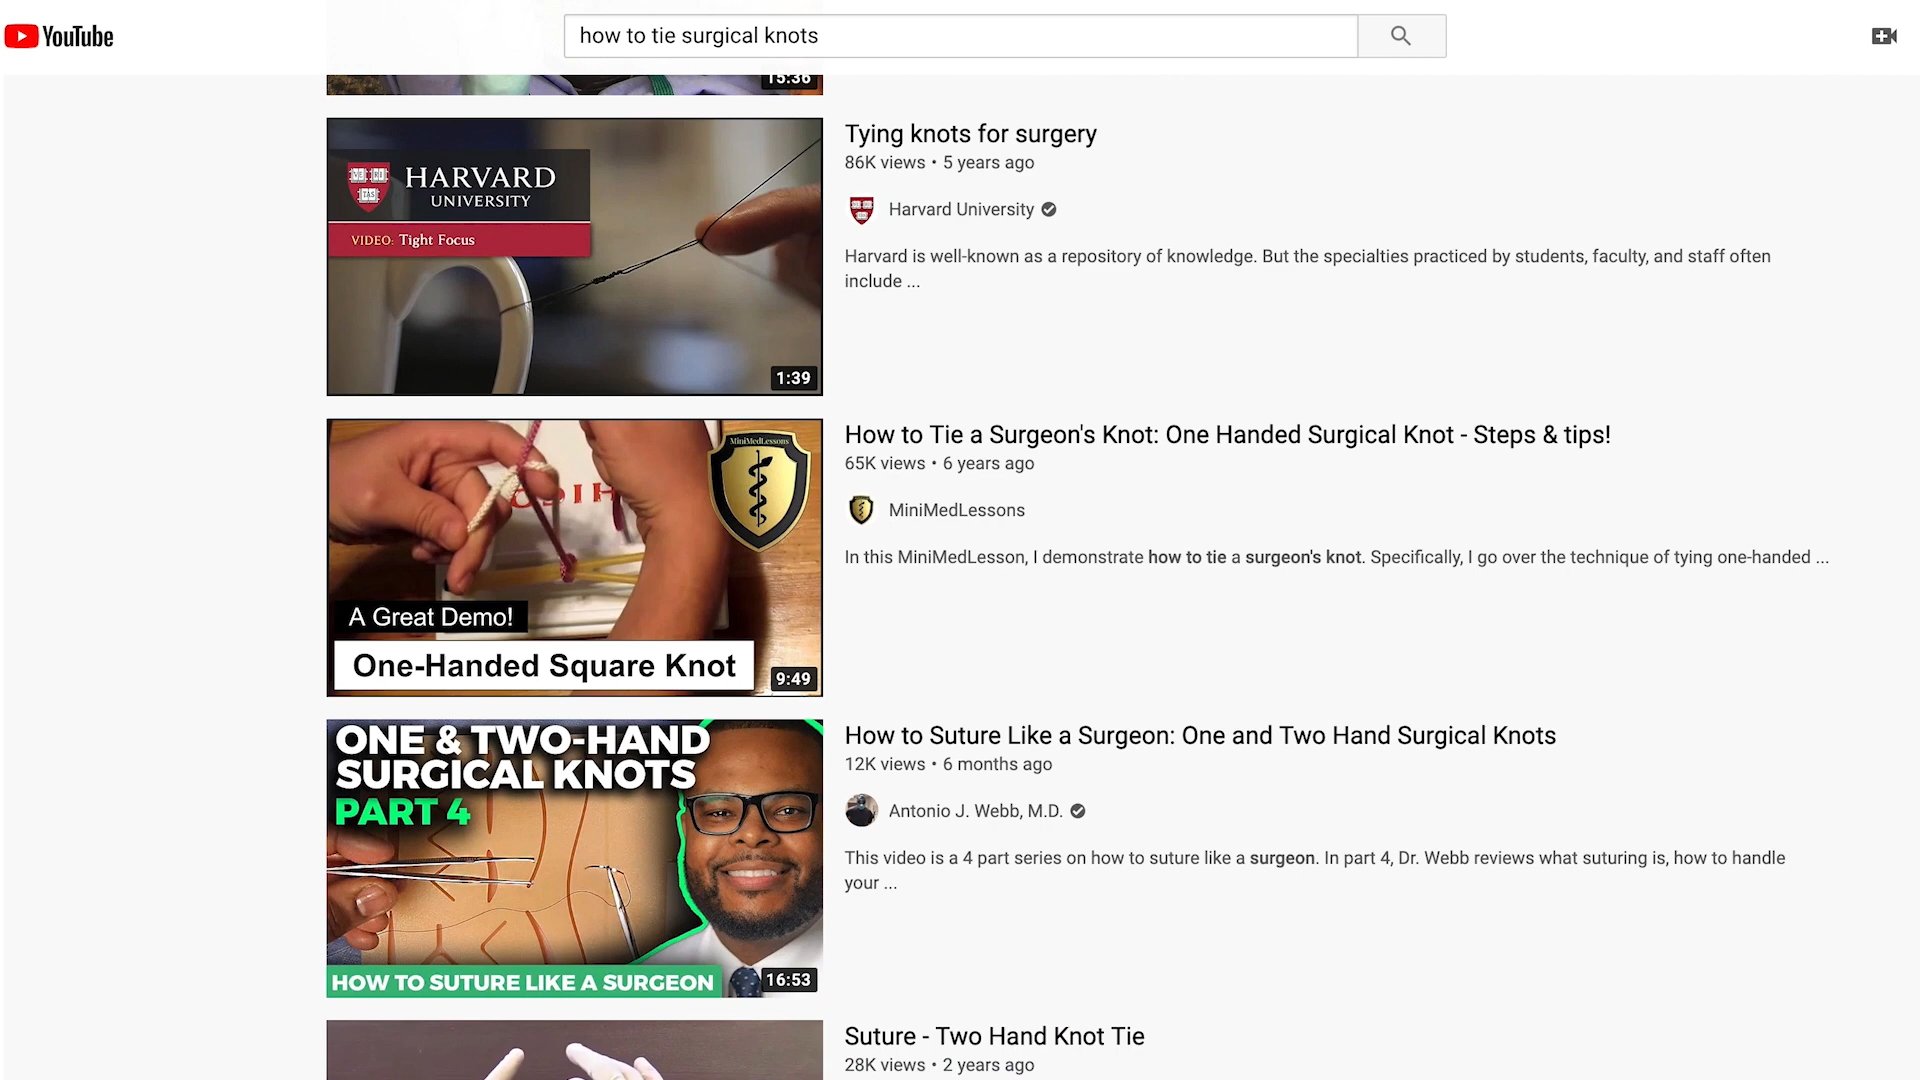 YouTube
how to tie surgical knots
15:36
HARVARD
UNIVERSITY
VIDEO: Tight Focus
1:39
Tying knots for surgery
86K views • 5 years ago
Harvard University
Harvard is well-known as a repository of knowledge. But the specialties practiced by students, faculty, and staff often
include ...
MiniMedLessons
A Great Demo!
One-Handed Square Knot
9:49
How to Tie a Surgeon's Knot: One Handed Surgical Knot - Steps & tips!
65K views • 6 years ago
MiniMedLessons
In this MiniMedLesson, I demonstrate how to tie a surgeon's knot. Specifically, I go over the technique of tying one-handed ...
ONE & TWO-HAND
SURGICAL KNOTS
PART 4
HOW TO SUTURE LIKE A SURGEON
16:53
How to Suture Like a Surgeon: One and Two Hand Surgical Knots
12K views • 6 months ago
Antonio J. Webb, M.D.
This video is a 4 part series on how to suture like a surgeon. In part 4, Dr. Webb reviews what suturing is, how to handle
your ...
Suture - Two Hand Knot Tie
28K views • 2 years ago